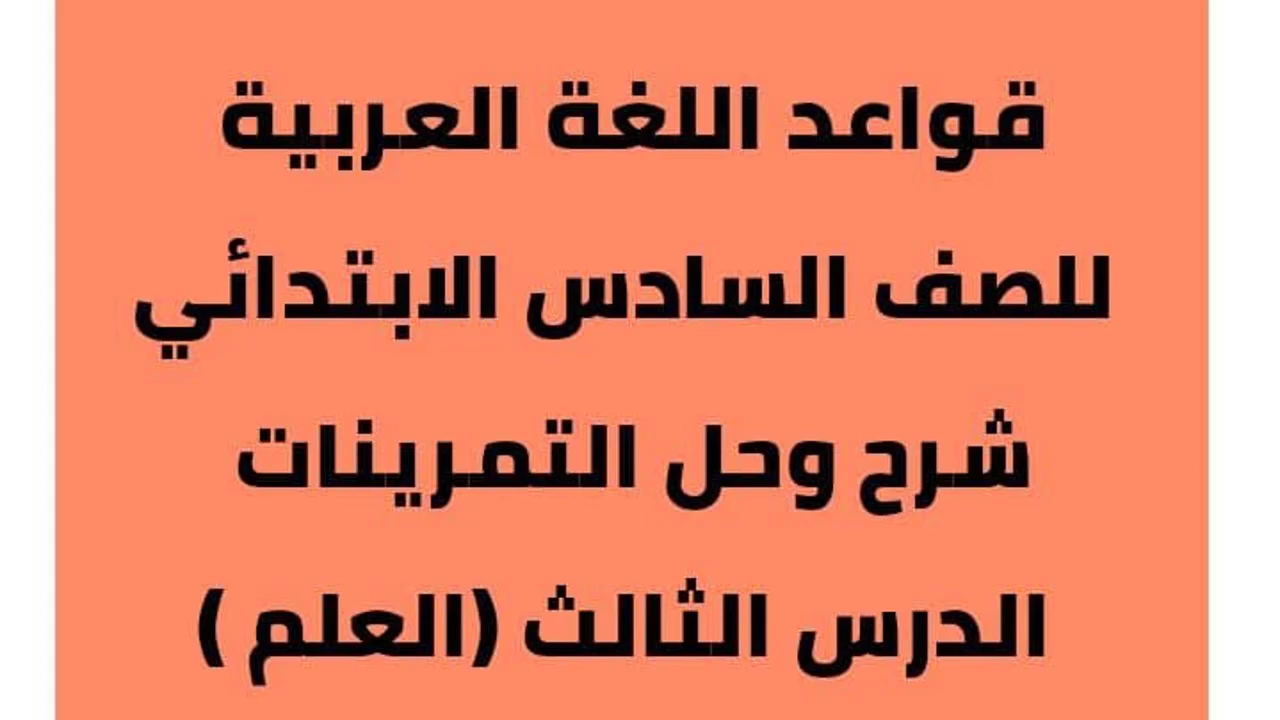 قواعد اللغة العربية
للصف السادس الابتدائي
شرح وحل التمرينات
الدرس الثالث (العلم )